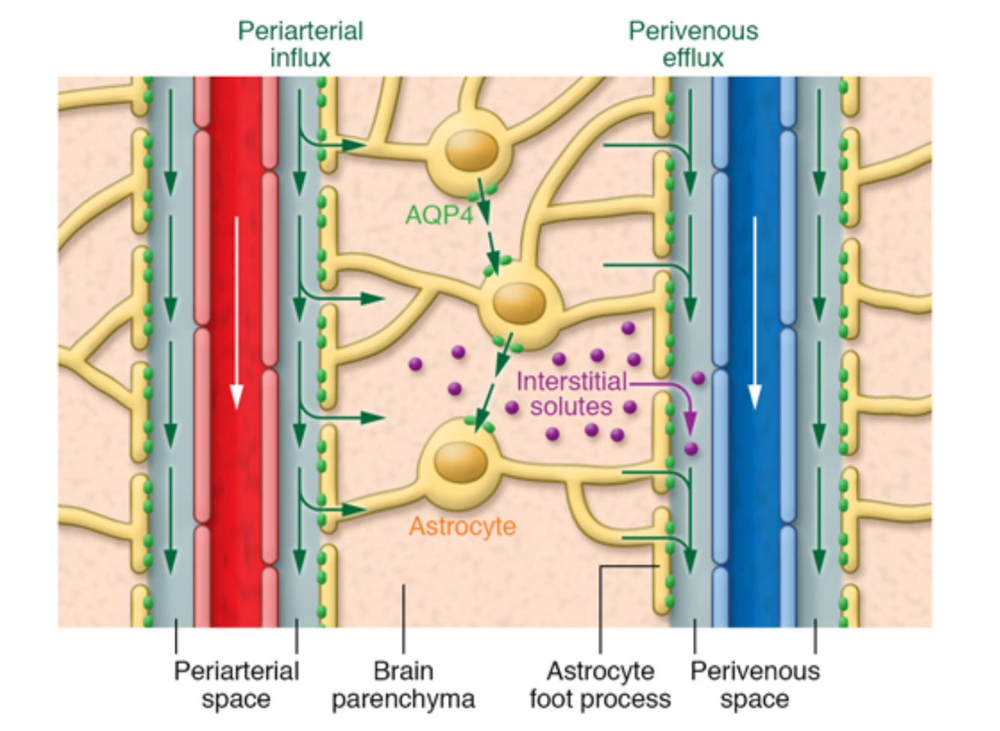 Periarterial
influx
Perivenous
efflux
AQP4
Interstitial
solutes
Astrocyte
Periarterial
space
Brain
parenchyma
Astrocyte
foot process
Perivenous
space